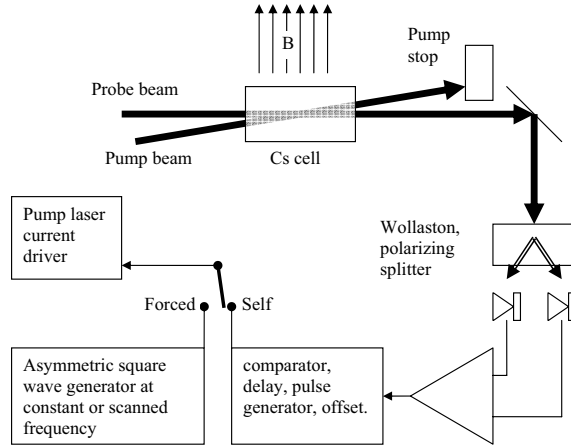 B
Pump
stop
Probe beam
Pump beam
Cs cell
Wollaston,
polarizing
splitter
Pump laser
current
driver
Forced
Self
Asymmetric square
wave generator at
constant or scanned
frequency
comparator,
delay, pulse
generator, offset.